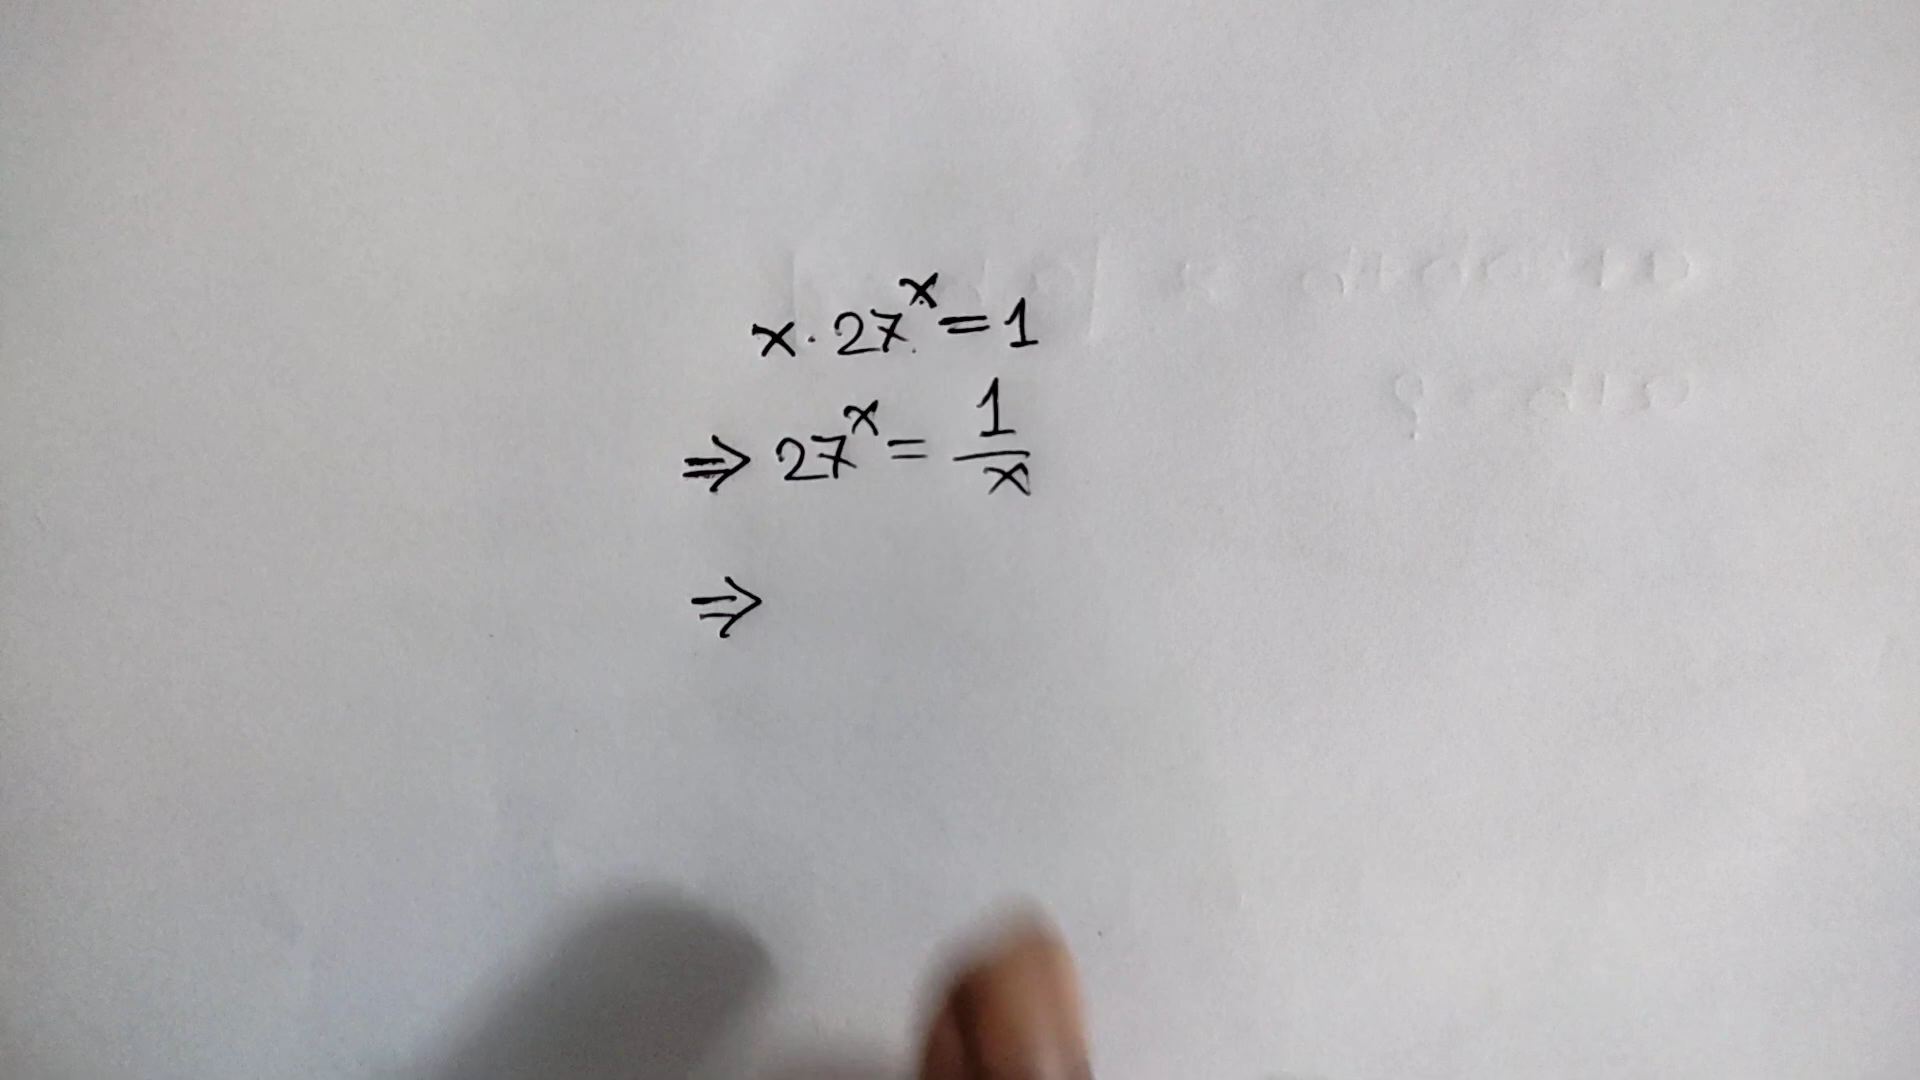 x · 27^x = 1
⇒ 27^x = 1/x
⇒